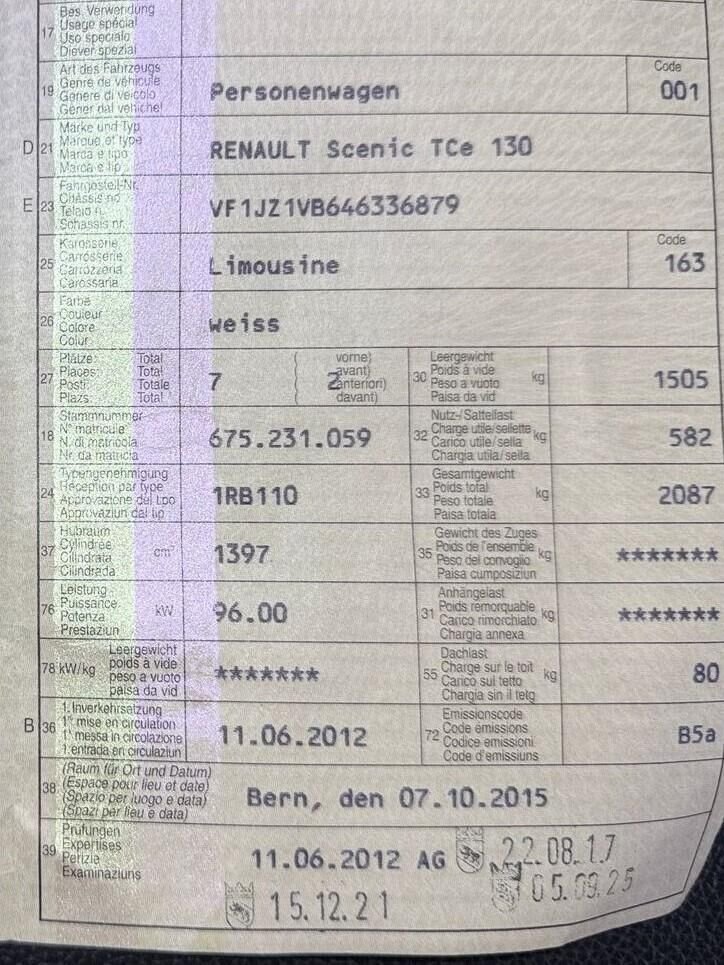 17 Bes. Verwendung
Usage spécial
Uso speciale
Diever spezial
19 Art des Fahrzeugs
Genre de véhicule
Genere di veicolo
Gener dal vehichel
Personenwagen
Code
001
D 21 Marke und Typ
Marque et type
Marca e tipo
Marca e tip
RENAULT Scenic TCe 130
E 23 Fahrgestell-Nr.
Châssis no
Telaio n.
Schassis nr.
VF1JZ1VB646336879
25 Karosserie
Carrosserie
Carrozzeria
Carossaria
Limousine
Code
163
26 Farbe
Couleur
Colore
Colur
weiss
27 Plätze: Total
Places: Total
Posti: Totale
Plazs: Total
7
( vorne)
( avant)
( anteriori)
( davant)
2
30 Leergewicht
Poids à vide
Peso a vuoto
Paisa da vid
kg
1505
18 Stammnummer
N° matricule
N. di matricola
Nr. da matricla
675.231.059
32 Nutz-/Sattellast
Charge utile/sellette
Carico utile/sella
Chargia utila/sella
kg
582
24 Typengenehmigung
Réception par type
Approvazione del tipo
Approvaziun dal tip
1RB110
33 Gesamtgewicht
Poids total
Peso totale
Paisa totala
kg
2087
37 Hubraum
Cylindrée
Cilindrata
Cilindrada
cm³
1397
35 Gewicht des Zuges
Poids de l'ensemble
Peso del convoglio
Paisa cumposiziun
kg
*******
76 Leistung
Puissance
Potenza
Prestaziun
kW
96.00
31 Anhängelast
Poids remorquable
Carico rimorchiato
Chargia annexa
kg
*******
78 kW/kg Leergewicht
poids à vide
peso a vuoto
paisa da vid
*******
55 Dachlast
Charge sur le toit
Carico sul tetto
Chargia sin il tetg
kg
80
B 36 1. Inverkehrsetzung
1re mise en circulation
1a messa in circolazione
1. entrada en circulaziun
11.06.2012
72 Emissionscode
Code émissions
Codice emissioni
Code d'emissiuns
B5a
38 (Raum für Ort und Datum)
(Espace pour lieu et date)
(Spazio per luogo e data)
(Spazi per lieu e data)
Bern, den 07.10.2015
39 Prüfungen
Expertises
Perizie
Examinaziuns
11.06.2012 AG
22.08.17
05.09.25
15.12.21